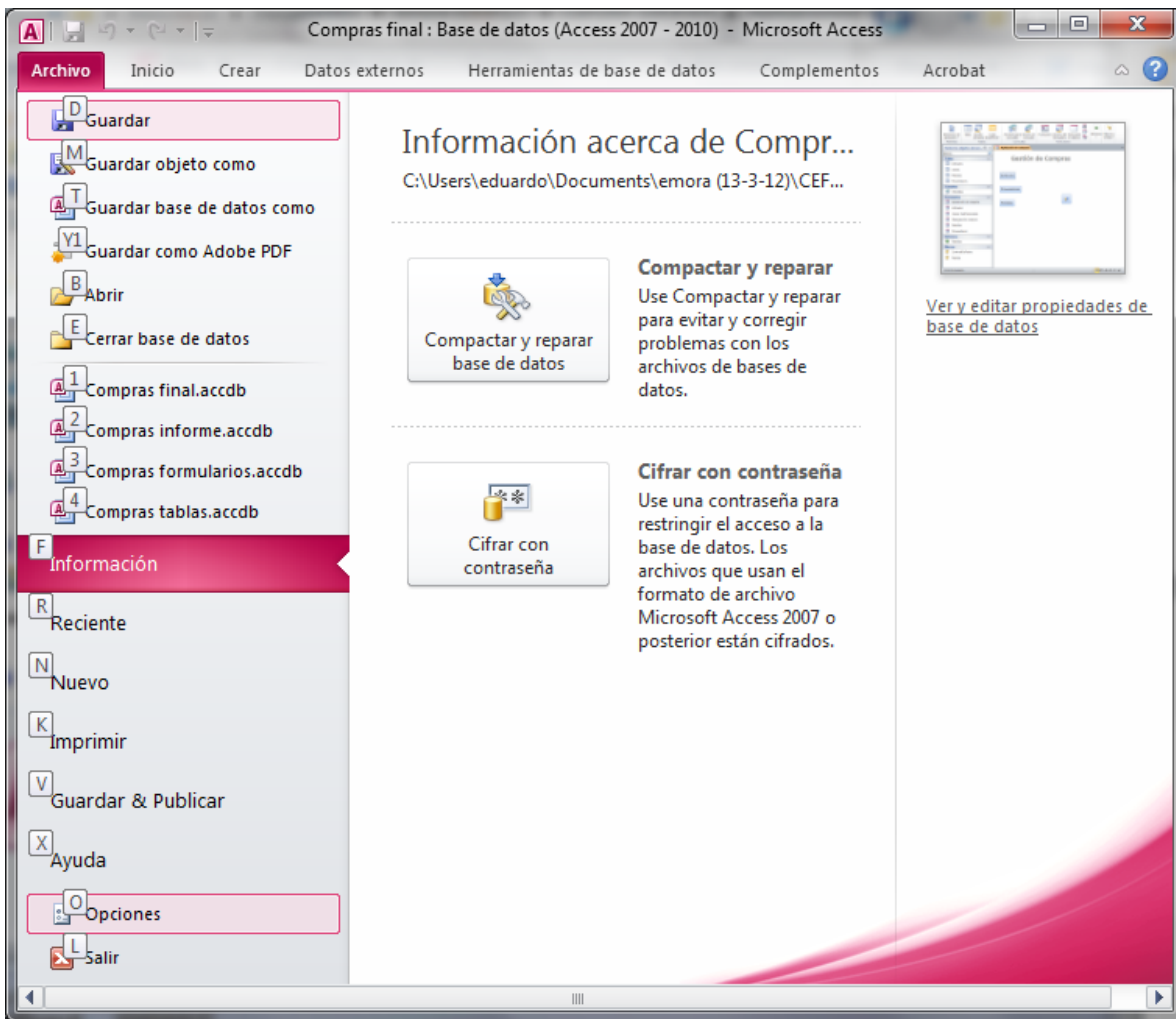 Compras final : Base de datos (Access 2007 - 2010) - Microsoft Access
Archivo Inicio Crear Datos externos Herramientas de base de datos Complementos Acrobat
D Guardar
M Guardar objeto como
T Guardar base de datos como
Y1 Guardar como Adobe PDF
B Abrir
E Cerrar base de datos
1 Compras final.accdb
2 Compras informe.accdb
3 Compras formularios.accdb
4 Compras tablas.accdb
F Información
R Reciente
N Nuevo
K Imprimir
V Guardar & Publicar
X Ayuda
O Opciones
L Salir
Información acerca de Compr...
C:\Users\eduardo\Documents\emora (13-3-12)\CEF...
Compactar y reparar
base de datos
Compactar y reparar
Use Compactar y reparar
para evitar y corregir
problemas con los
archivos de bases de
datos.
Cifrar con
contraseña
Cifrar con contraseña
Use una contraseña para
restringir el acceso a la
base de datos. Los
archivos que usan el
formato de archivo
Microsoft Access 2007 o
posterior están cifrados.
Gestión de Compras
Ver y editar propiedades de
base de datos